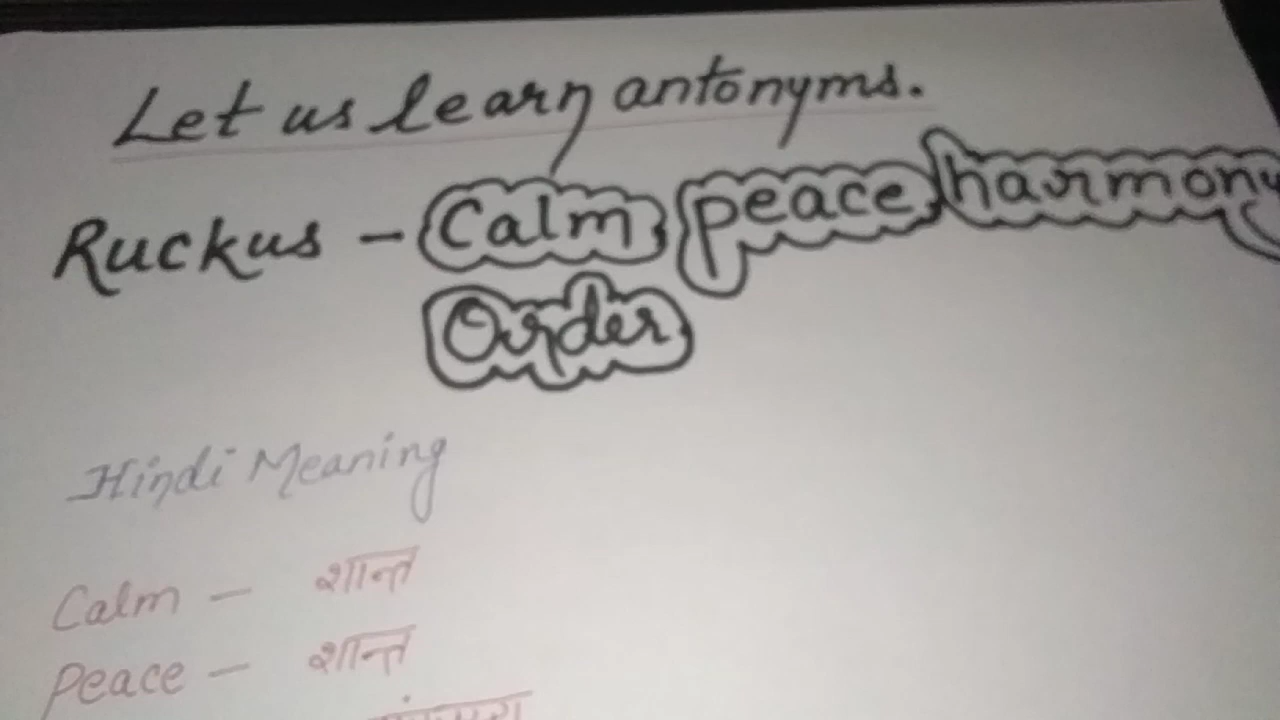 Let us learn antonyms.
Ruckus - Calm peace harmony
Order
Hindi Meaning
Calm - शान्त
Peace - शान्त